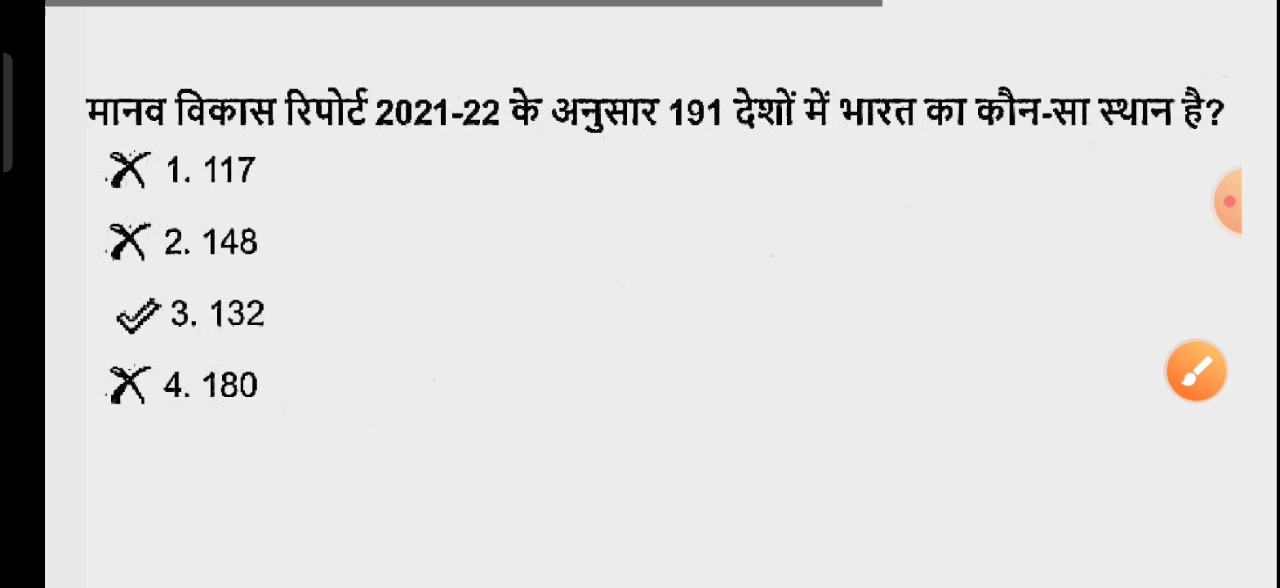 मानव विकास रिपोर्ट 2021-22 के अनुसार 191 देशों में भारत का कौन-सा स्थान है?
1. 117
2. 148
3. 132
4. 180